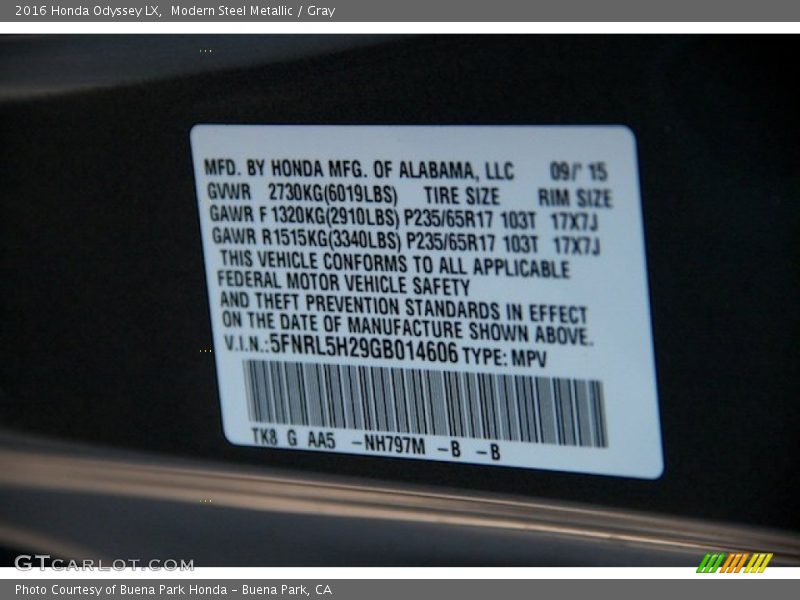 2016 Honda Odyssey LX, Modern Steel Metallic / Gray
MFD. BY HONDA MFG. OF ALABAMA, LLC 09/' 15
GVWR 2730KG(6019LBS) TIRE SIZE RIM SIZE
GAWR F 1320KG(2910LBS) P235/65R17 103T 17X7J
GAWR R1515KG(3340LBS) P235/65R17 103T 17X7J
THIS VEHICLE CONFORMS TO ALL APPLICABLE
FEDERAL MOTOR VEHICLE SAFETY
AND THEFT PREVENTION STANDARDS IN EFFECT
ON THE DATE OF MANUFACTURE SHOWN ABOVE.
V.I.N.:5FNRL5H29GB014606 TYPE: MPV
TK8 G AA5 -NH797M -B -B
GTCARLOT.COM
Photo Courtesy of Buena Park Honda - Buena Park, CA